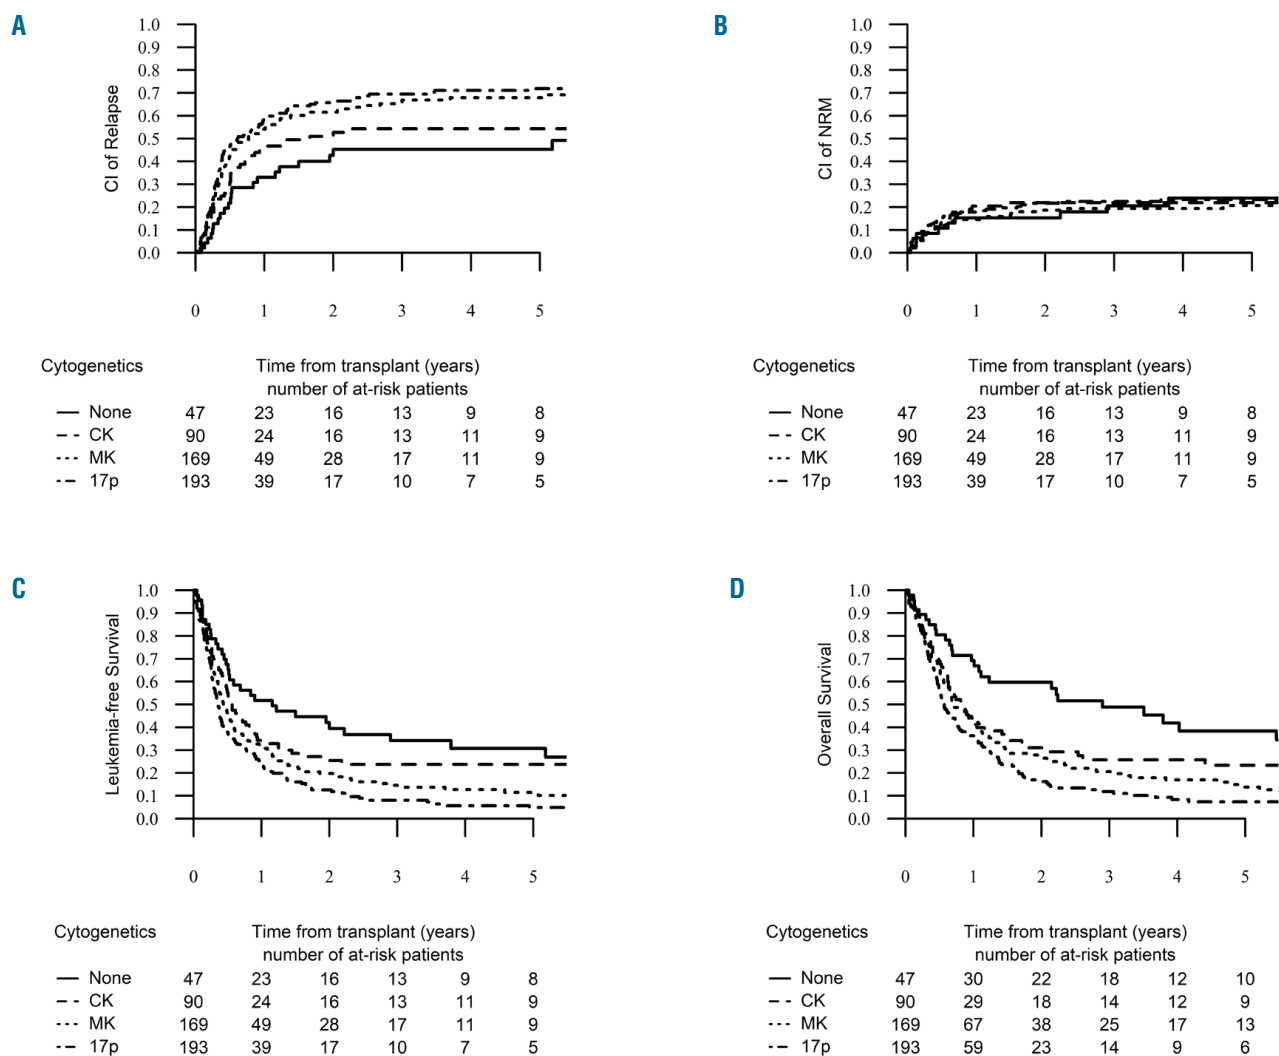 A
CI of Relapse
1.0
0.9
0.8
0.7
0.6
0.5
0.4
0.3
0.2
0.1
0.0
0 1 2 3 4 5
Cytogenetics Time from transplant (years)
number of at-risk patients
None 47 23 16 13 9 8
CK 90 24 16 13 11 9
MK 169 49 28 17 11 9
17p 193 39 17 10 7 5
B
CI of NRM
1.0
0.9
0.8
0.7
0.6
0.5
0.4
0.3
0.2
0.1
0.0
0 1 2 3 4 5
Cytogenetics Time from transplant (years)
number of at-risk patients
None 47 23 16 13 9 8
CK 90 24 16 13 11 9
MK 169 49 28 17 11 9
17p 193 39 17 10 7 5
C
Leukemia-free Survival
1.0
0.9
0.8
0.7
0.6
0.5
0.4
0.3
0.2
0.1
0.0
0 1 2 3 4 5
Cytogenetics Time from transplant (years)
number of at-risk patients
None 47 23 16 13 9 8
CK 90 24 16 13 11 9
MK 169 49 28 17 11 9
17p 193 39 17 10 7 5
D
Overall Survival
1.0
0.9
0.8
0.7
0.6
0.5
0.4
0.3
0.2
0.1
0.0
0 1 2 3 4 5
Cytogenetics Time from transplant (years)
number of at-risk patients
None 47 30 22 18 12 10
CK 90 29 18 14 12 9
MK 169 67 38 25 17 13
17p 193 59 23 14 9 6